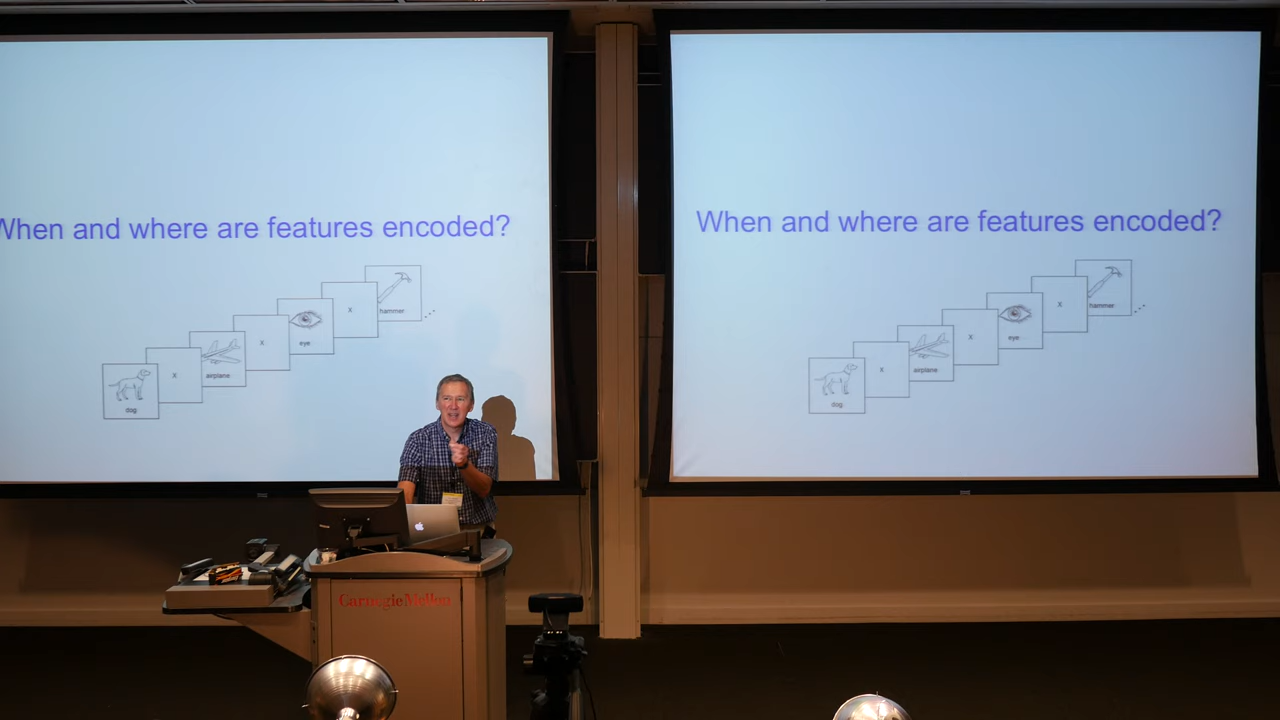 When and where are features encoded?
hammer
X
eye
X
airplane
X
dog
When and where are features encoded?
hammer
X
eye
X
airplane
X
dog
Carnegie Mellon